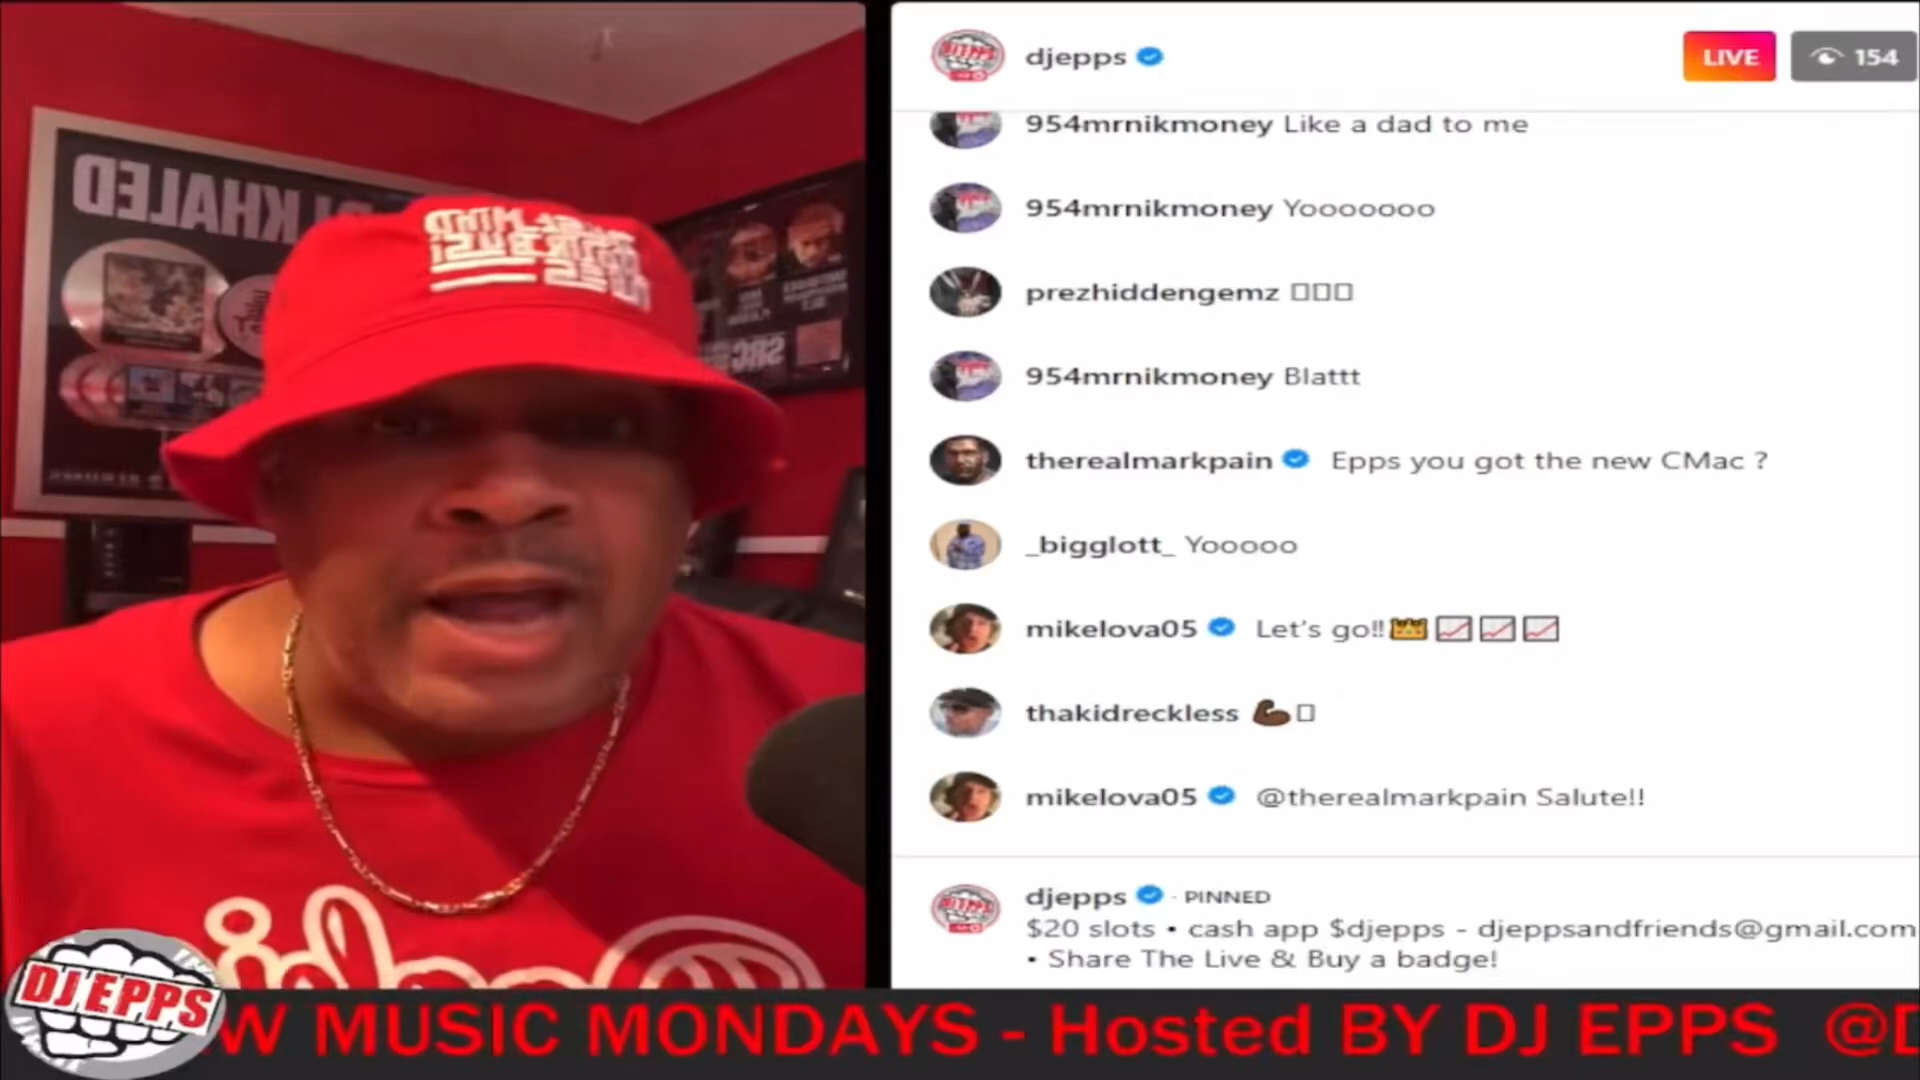 DJ KHALED
SRC
djepps
LIVE
154
954mrnikmoney Like a dad to me
954mrnikmoney Yooooooo
prezhiddengemz
954mrnikmoney Blattt
therealmarkpain Epps you got the new CMac ?
_bigglott_ Yooooo
mikelova05 Let's go!!👑📈📈📈
thakidreckless 💪🏿
mikelova05 @therealmarkpain Salute!!
djepps · PINNED
$20 slots • cash app $djepps - djeppsandfriends@gmail.com
• Share The Live & Buy a badge!
DJ EPPS
W MUSIC MONDAYS - Hosted BY DJ EPPS @D